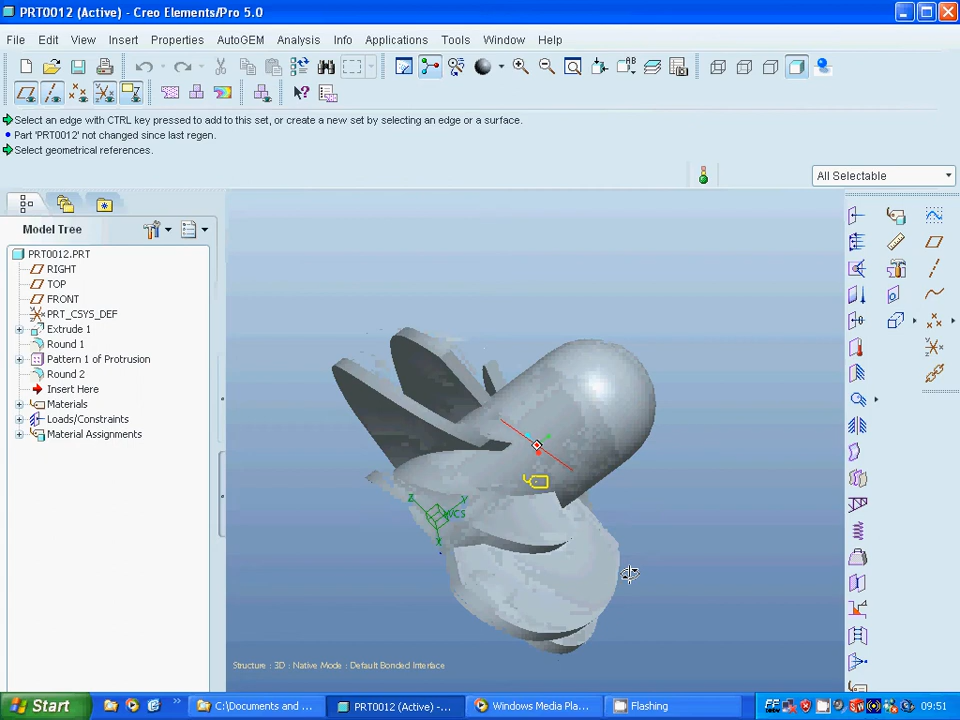 PRT0012 (Active) - Creo Elements/Pro 5.0
File Edit View Insert Properties AutoGEM Analysis Info Applications Tools Window Help
Select an edge with CTRL key pressed to add to this set, or create a new set by selecting an edge or a surface.
Part 'PRT0012' not changed since last regen.
Select geometrical references.
All Selectable
Model Tree
PRT0012.PRT
RIGHT
TOP
FRONT
PRT_CSYS_DEF
Extrude 1
Round 1
Pattern 1 of Protrusion
Round 2
Insert Here
Materials
Loads/Constraints
Material Assignments
Z
Y
WCS
X
Structure : 3D : Native Mode : Default Bonded Interface
Start
C:\Documents and ...
PRT0012 (Active) -...
Windows Media Pla...
Flashing
09:51